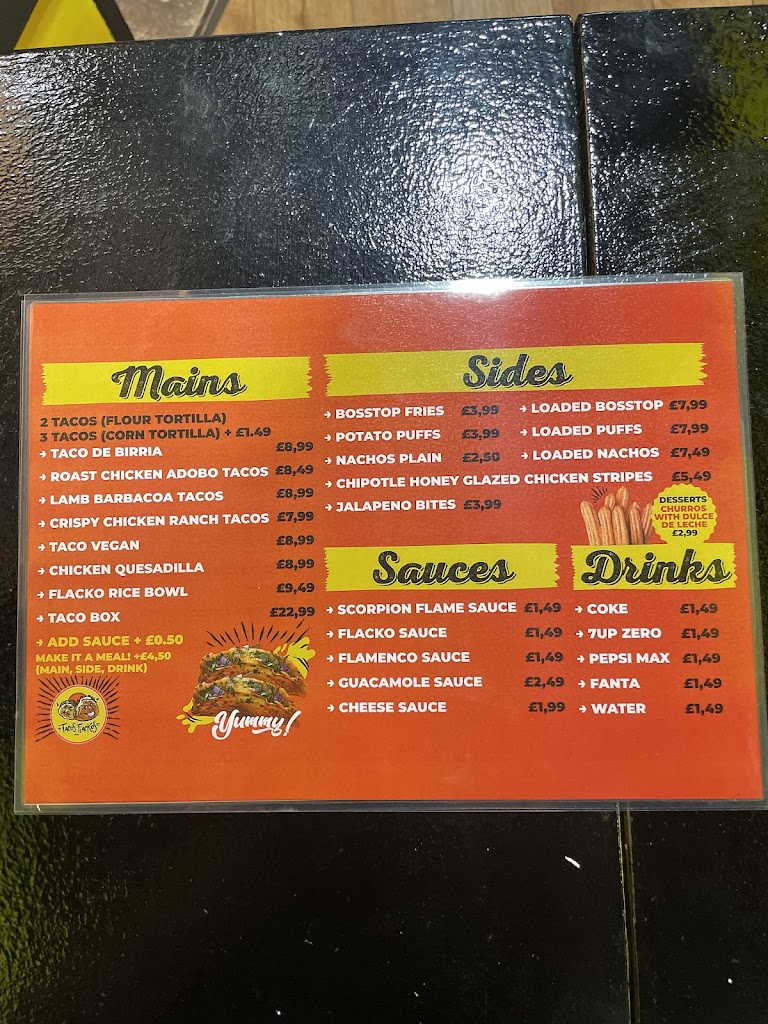 Mains
2 TACOS (FLOUR TORTILLA)
3 TACOS (CORN TORTILLA) + £1.49
→ TACO DE BIRRIA £8,99
→ ROAST CHICKEN ADOBO TACOS £8,49
→ LAMB BARBACOA TACOS £8,99
→ CRISPY CHICKEN RANCH TACOS £7,99
→ TACO VEGAN £8,99
→ CHICKEN QUESADILLA £8,99
→ FLACKO RICE BOWL £9,49
→ TACO BOX £22,99
→ ADD SAUCE + £0.50
MAKE IT A MEAL! +£4,50
(MAIN, SIDE, DRINK)
TACOS FLACKOS
Yummy!
Sides
→ BOSSTOP FRIES £3,99 → LOADED BOSSTOP £7,99
→ POTATO PUFFS £3,99 → LOADED PUFFS £7,99
→ NACHOS PLAIN £2,50 → LOADED NACHOS £7,49
→ CHIPOTLE HONEY GLAZED CHICKEN STRIPES £5,49
→ JALAPENO BITES £3,99
DESSERTS
CHURROS
WITH DULCE
DE LECHE
£2,99
Sauces
→ SCORPION FLAME SAUCE £1,49
→ FLACKO SAUCE £1,49
→ FLAMENCO SAUCE £1,49
→ GUACAMOLE SAUCE £2,49
→ CHEESE SAUCE £1,99
Drinks
→ COKE £1,49
→ 7UP ZERO £1,49
→ PEPSI MAX £1,49
→ FANTA £1,49
→ WATER £1,49